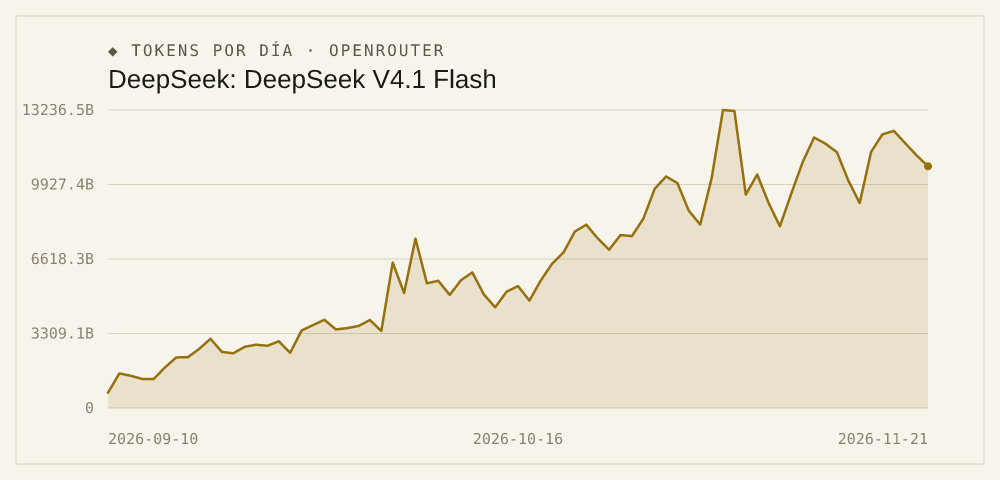 ◆ TOKENS POR DÍA · OPENROUTER
DeepSeek: DeepSeek V4.1 Flash
13236.5B
9927.4B
6618.3B
3309.1B
0
2026-09-10 2026-10-16 2026-11-21